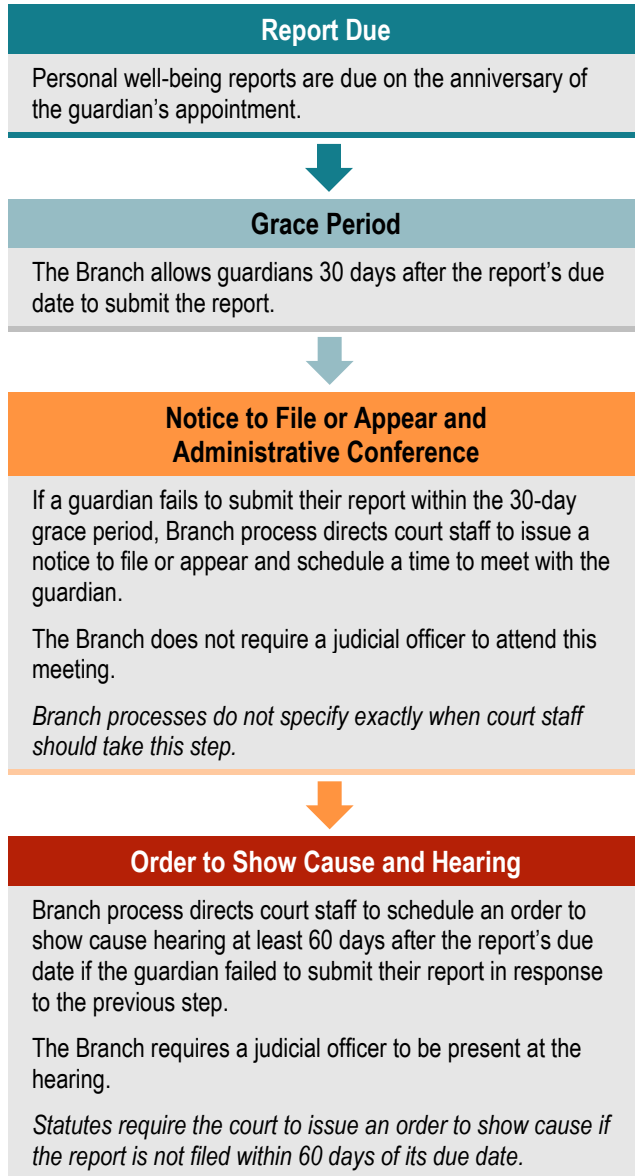 Report Due
Personal well-being reports are due on the anniversary of
the guardian’s appointment.
Grace Period
The Branch allows guardians 30 days after the report’s due
date to submit the report.
Notice to File or Appear and
Administrative Conference
If a guardian fails to submit their report within the 30-day
grace period, Branch process directs court staff to issue a
notice to file or appear and schedule a time to meet with the
guardian.
The Branch does not require a judicial officer to attend this
meeting.
Branch processes do not specify exactly when court staff
should take this step.
Order to Show Cause and Hearing
Branch process directs court staff to schedule an order to
show cause hearing at least 60 days after the report’s due
date if the guardian failed to submit their report in response
to the previous step.
The Branch requires a judicial officer to be present at the
hearing.
Statutes require the court to issue an order to show cause if
the report is not filed within 60 days of its due date.